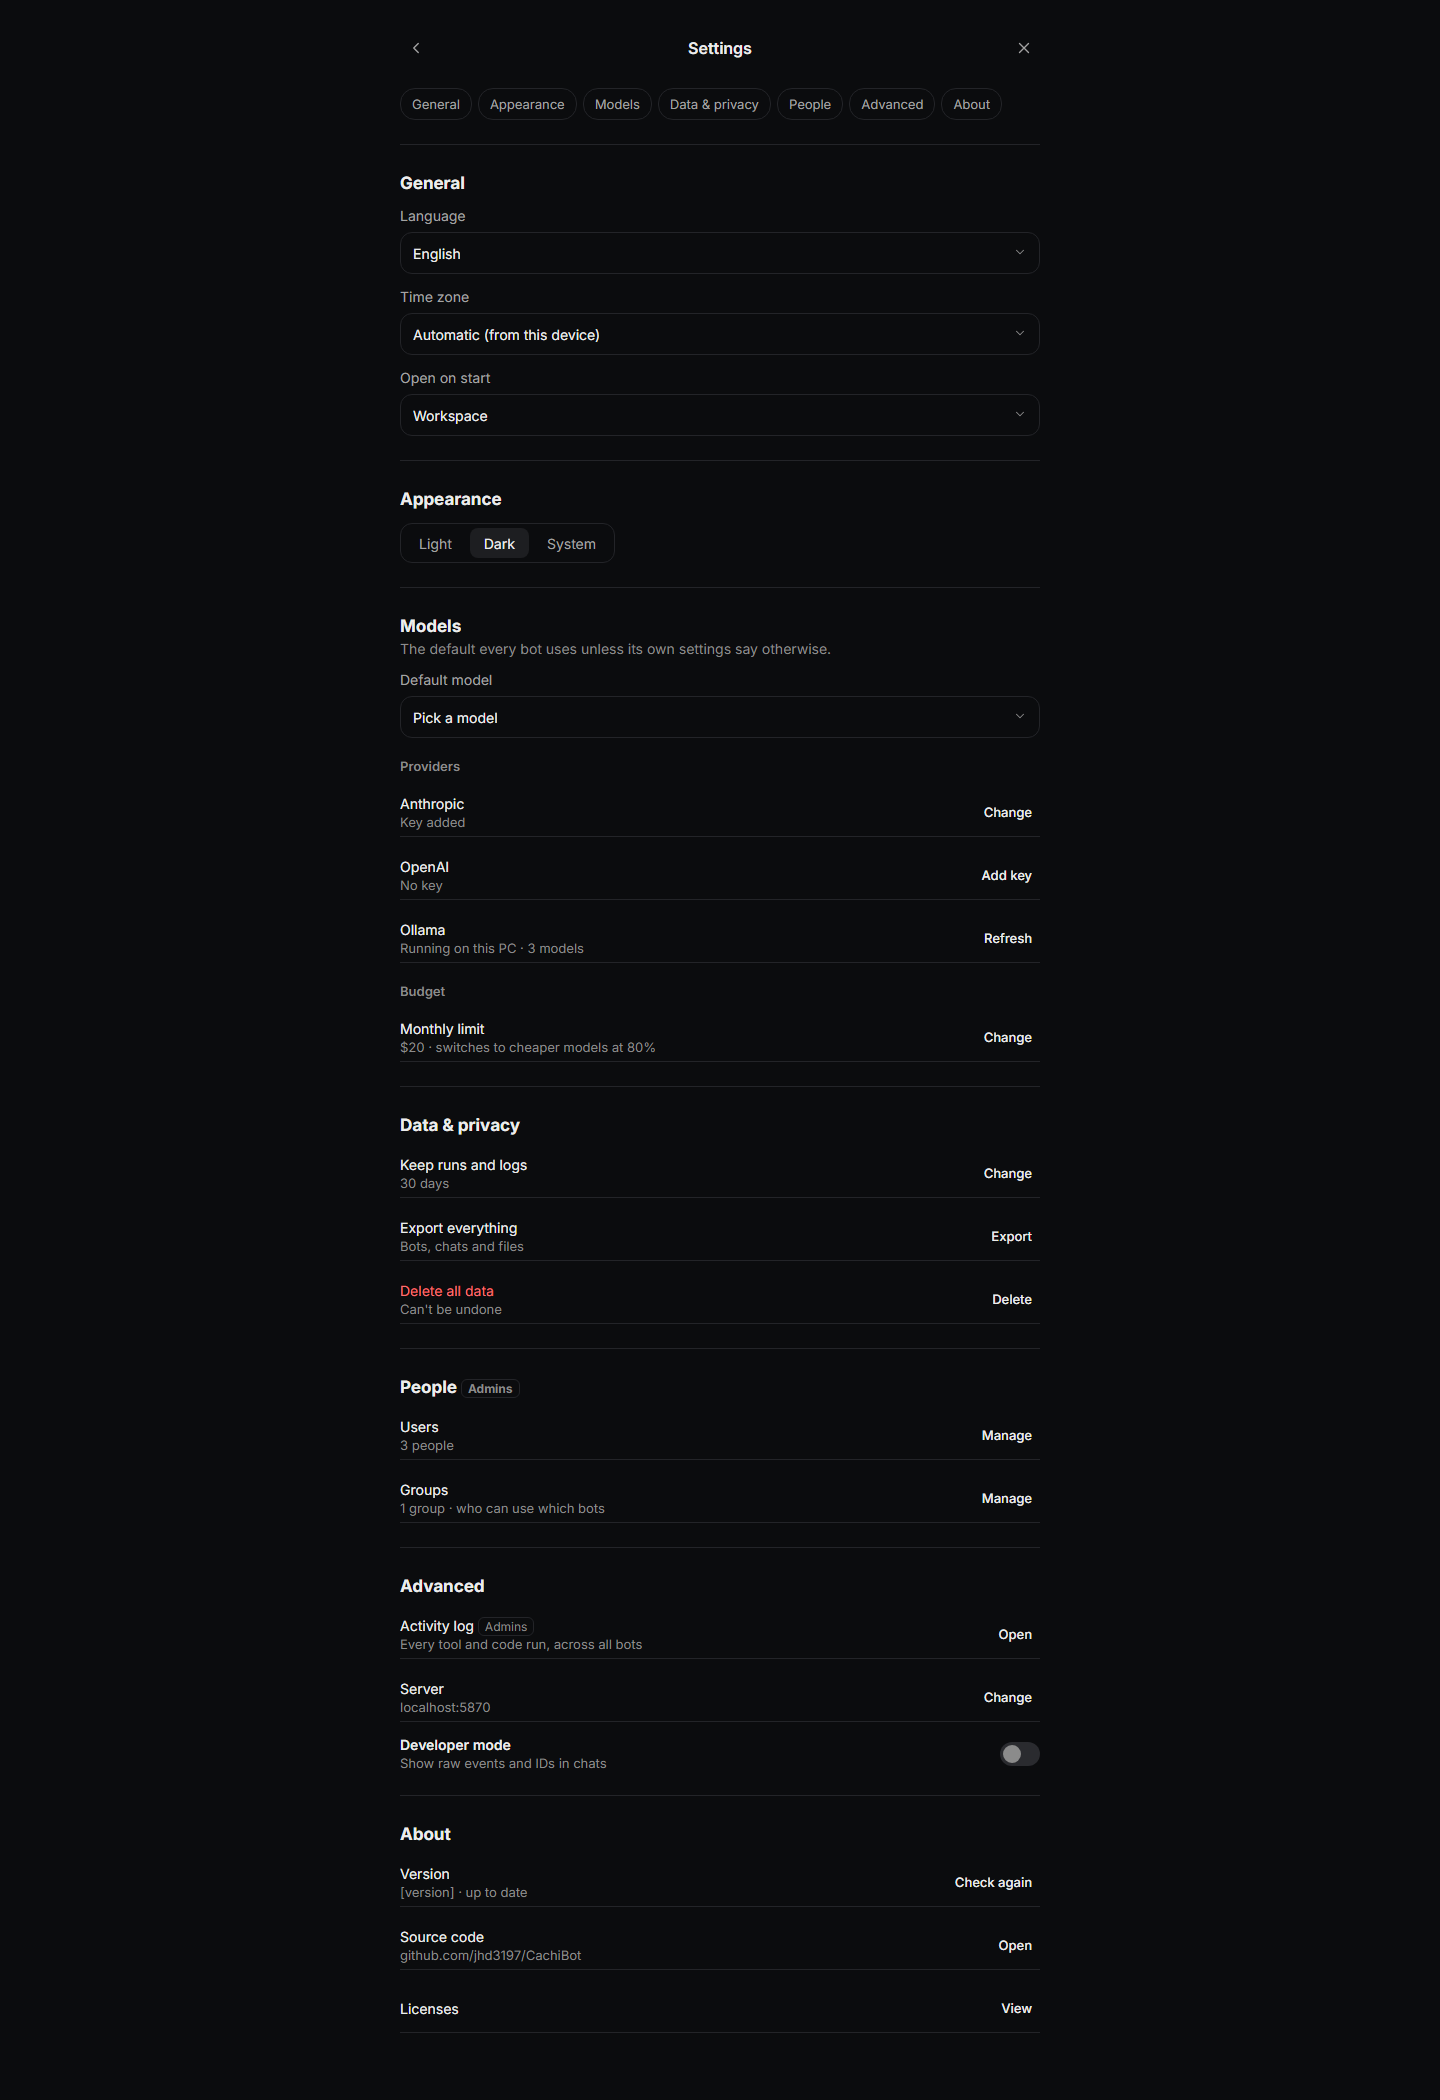 Settings
General
Appearance
Models
Data & privacy
People
Advanced
About
General
Language
English
Time zone
Automatic (from this device)
Open on start
Workspace
Appearance
Light
Dark
System
Models
The default every bot uses unless its own settings say otherwise.
Default model
Pick a model
Providers
Anthropic
Key added
Change
OpenAI
No key
Add key
Ollama
Running on this PC · 3 models
Refresh
Budget
Monthly limit
$20 · switches to cheaper models at 80%
Change
Data & privacy
Keep runs and logs
30 days
Change
Export everything
Bots, chats and files
Export
Delete all data
Can't be undone
Delete
People Admins
Users
3 people
Manage
Groups
1 group · who can use which bots
Manage
Advanced
Activity log Admins
Every tool and code run, across all bots
Open
Server
localhost:5870
Change
Developer mode
Show raw events and IDs in chats
About
Version
[version] · up to date
Check again
Source code
github.com/jhd3197/CachiBot
Open
Licenses
View